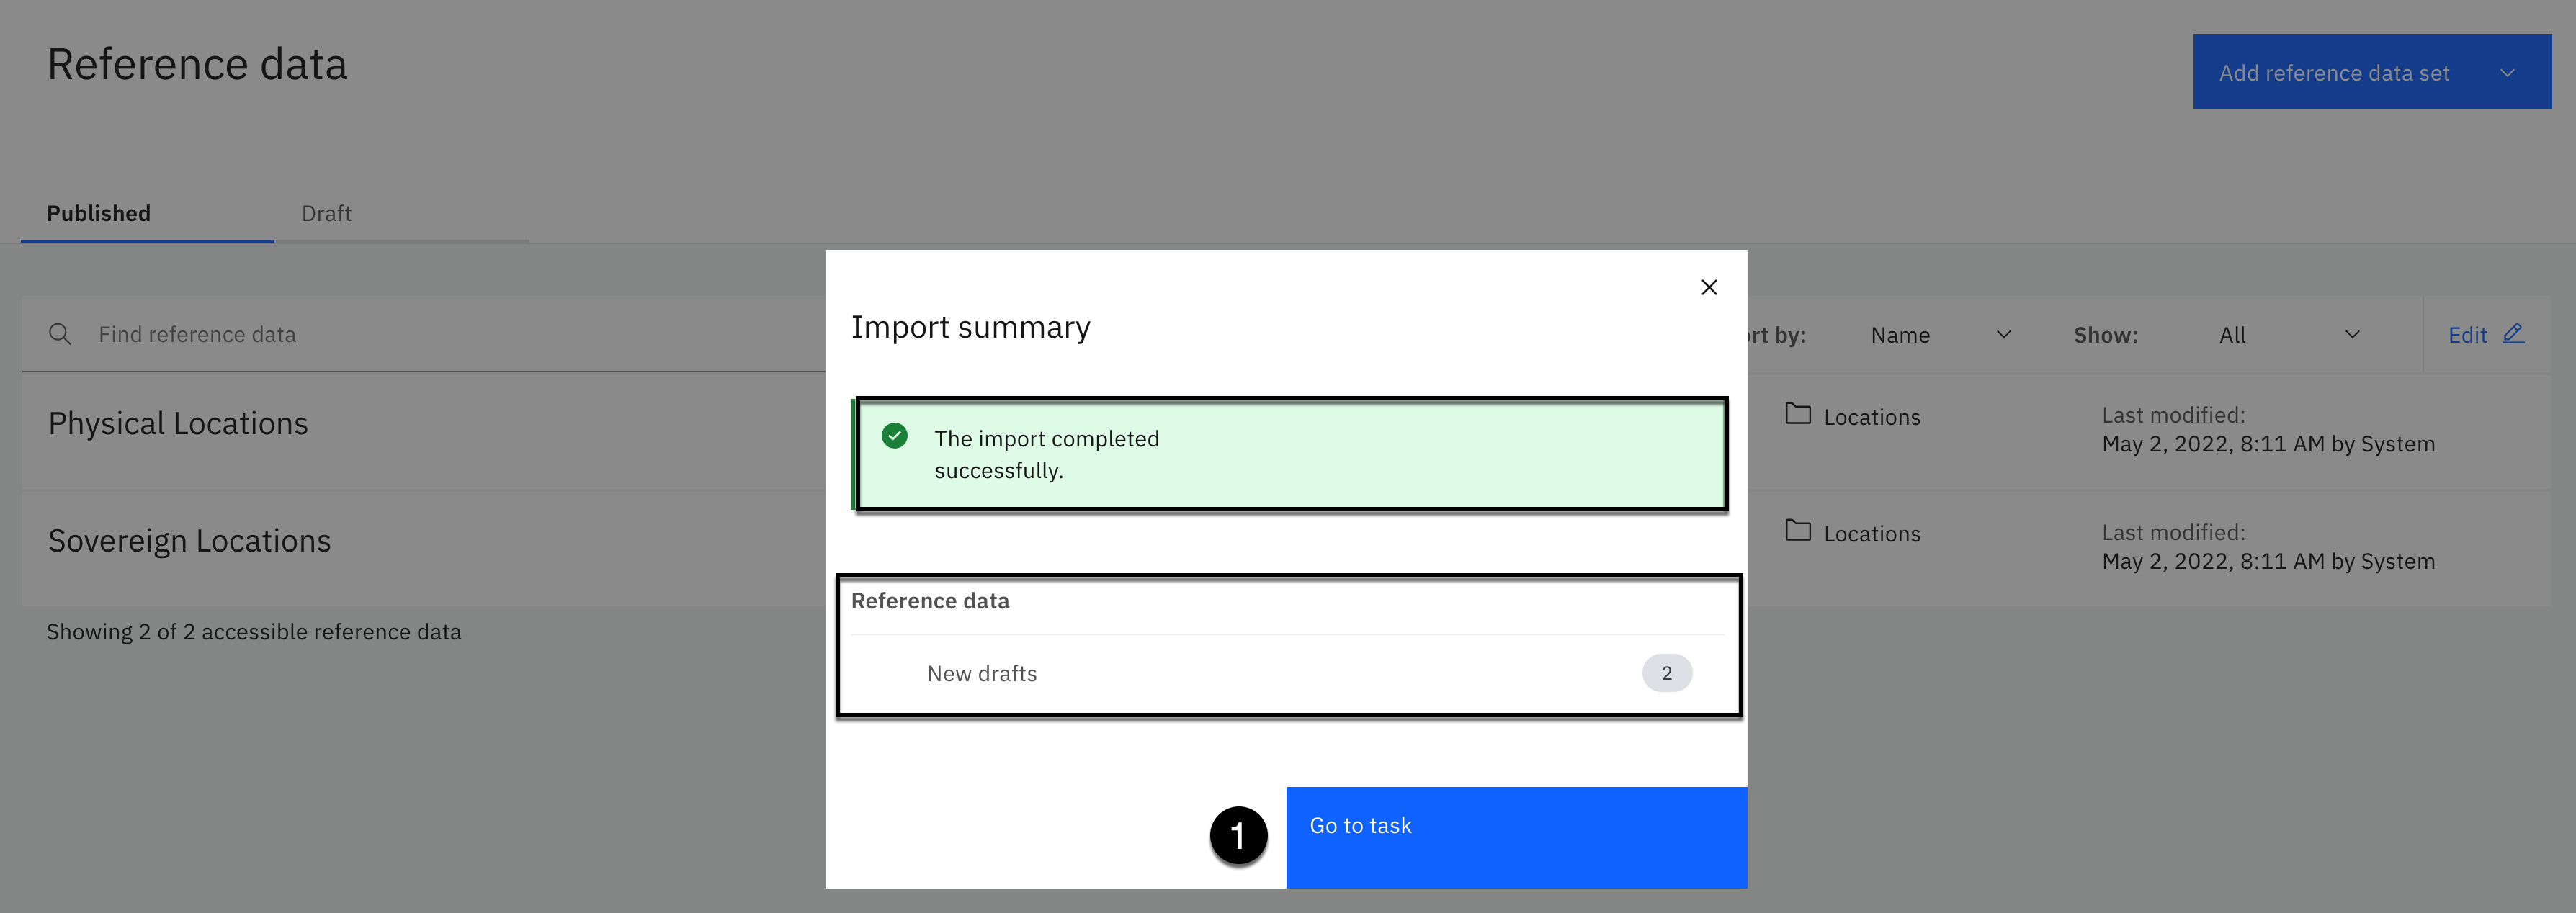 Reference data
Add reference data set
Published
Draft
Import summary
Find reference data
rt by:
Name
Show:
All
Edit
The import completed
successfully.
Physical Locations
Locations
Last modified:
May 2, 2022, 8:11 AM by System
Sovereign Locations
Locations
Last modified:
May 2, 2022, 8:11 AM by System
Reference data
Showing 2 of 2 accessible reference data
New drafts
2
1
Go to task